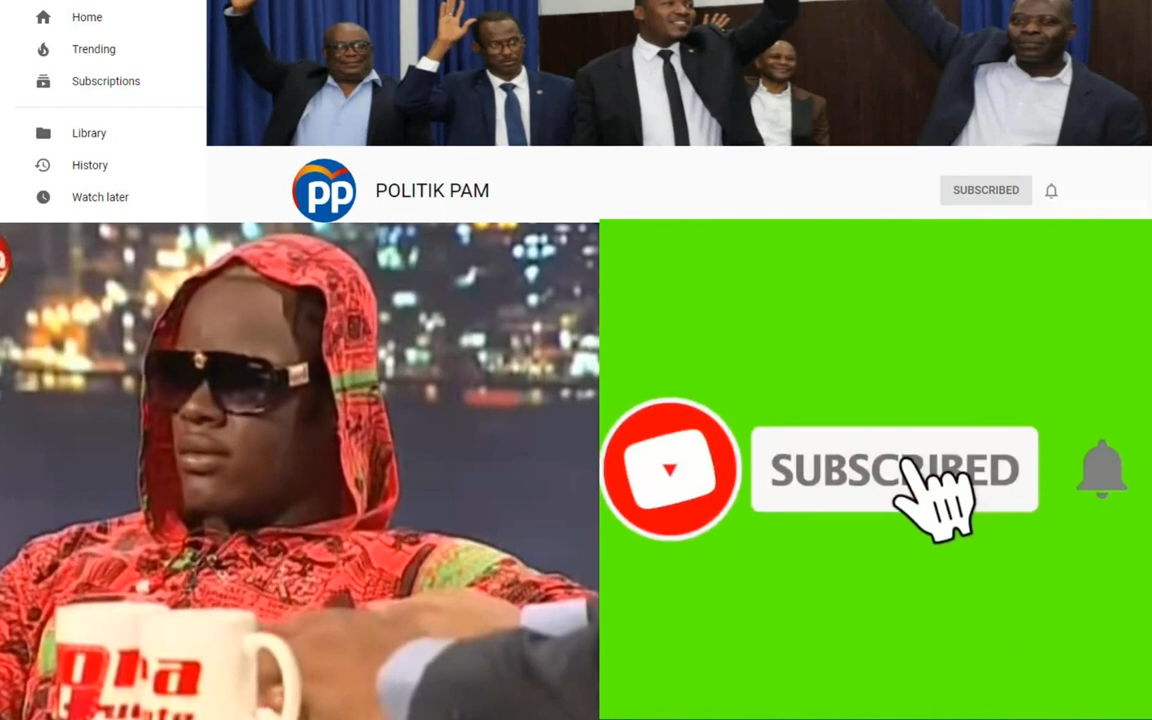 Home
Trending
Subscriptions
Library
History
Watch later
pp
POLITIK PAM
SUBSCRIBED
SUBSCRIBED